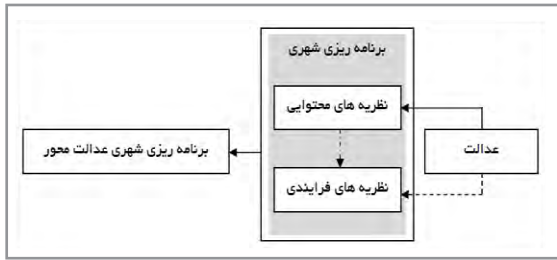 برنامه ریزی شهری
نظریه های محتوایی
عدالت
برنامه ریزی شهری عدالت محور
نظریه های فرایندی